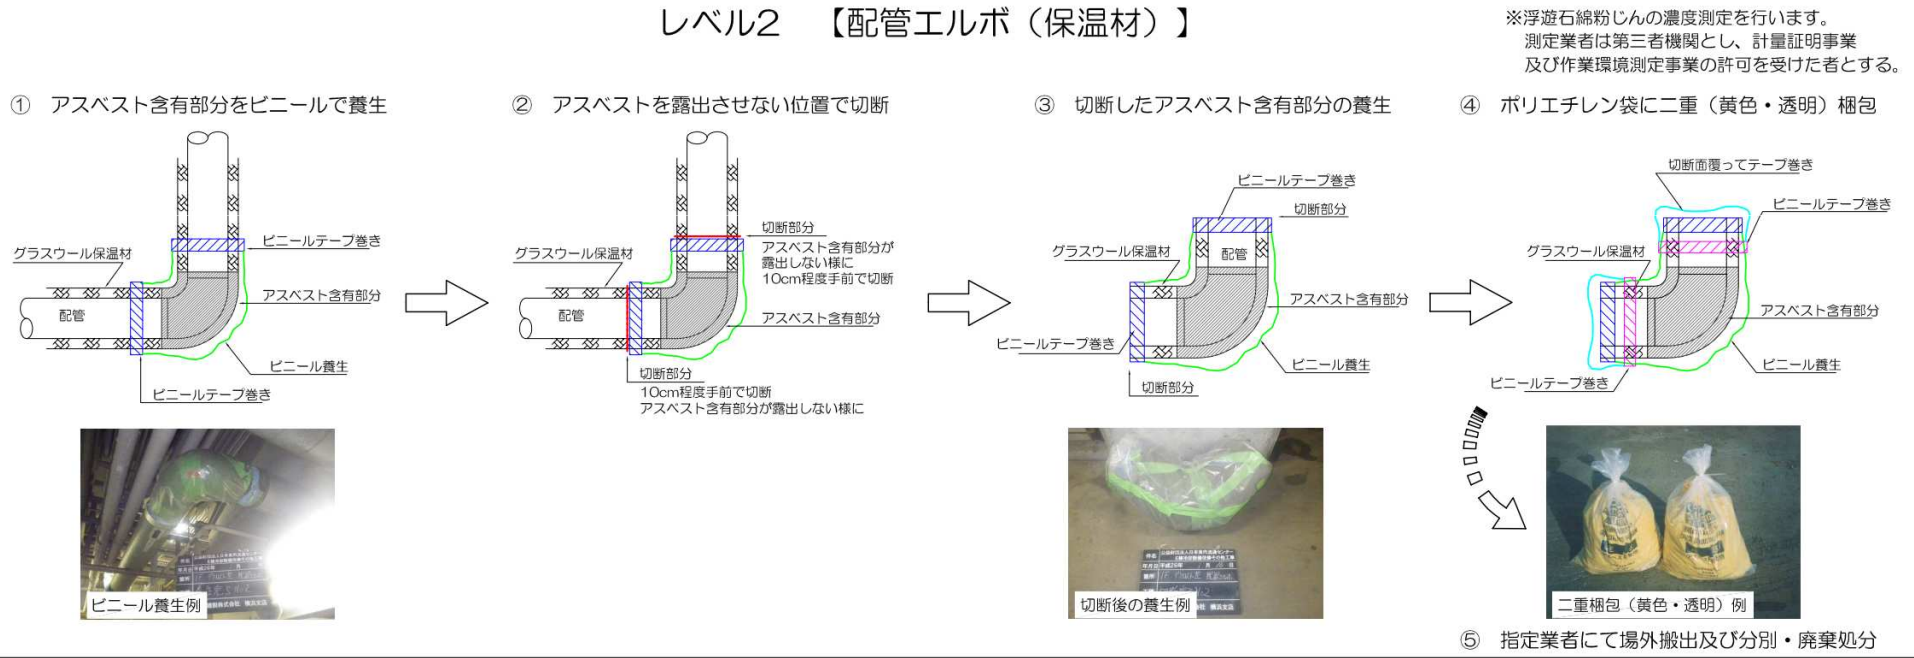 レベル2 【配管エルボ（保温材）】
※浮遊石綿粉じんの濃度測定を行います。
測定業者は第三者機関とし、計量証明事業
及び作業環境測定事業の許可を受けた者とする。
① アスベスト含有部分をビニールで養生
グラスウール保温材
配管
ビニールテープ巻き
アスベスト含有部分
ビニール養生
ビニールテープ巻き
ビニール養生例
② アスベストを露出させない位置で切断
グラスウール保温材
配管
切断部分
アスベスト含有部分が
露出しない様に
10cm程度手前で切断
アスベスト含有部分
切断部分
10cm程度手前で切断
アスベスト含有部分が露出しない様に
③ 切断したアスベスト含有部分の養生
ビニールテープ巻き
切断部分
グラスウール保温材
配管
アスベスト含有部分
ビニールテープ巻き
ビニール養生
切断部分
切断後の養生例
④ ポリエチレン袋に二重（黄色・透明）梱包
切断面覆ってテープ巻き
ビニールテープ巻き
グラスウール保温材
アスベスト含有部分
ビニール養生
ビニールテープ巻き
二重梱包（黄色・透明）例
⑤ 指定業者にて場外搬出及び分別・廃棄処分